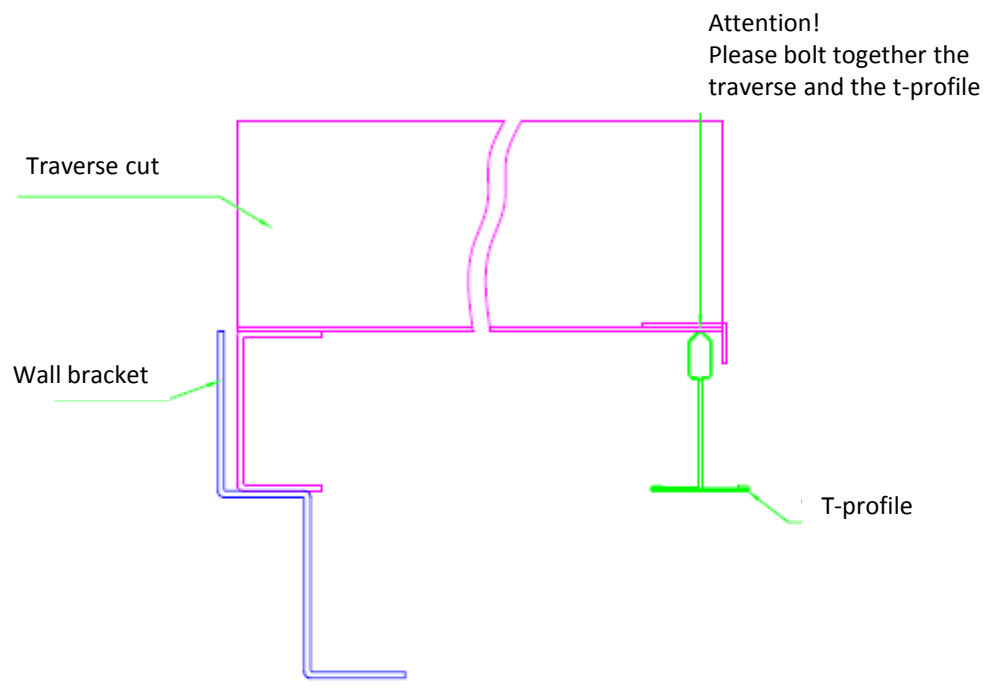 Attention!
Please bolt together the
traverse and the t-profile
Traverse cut
Wall bracket
T-profile